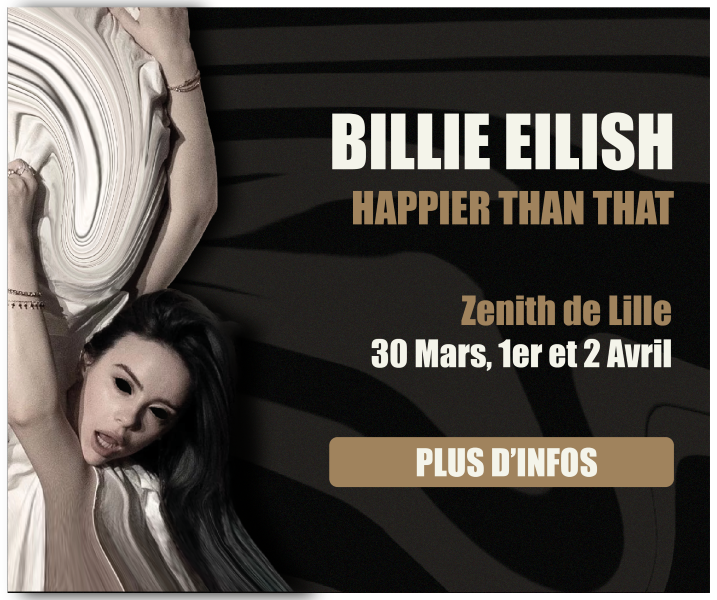 BILLIE EILISH
HAPPIER THAN THAT
Zenith de Lille
30 Mars, 1er et 2 Avril
PLUS D'INFOS